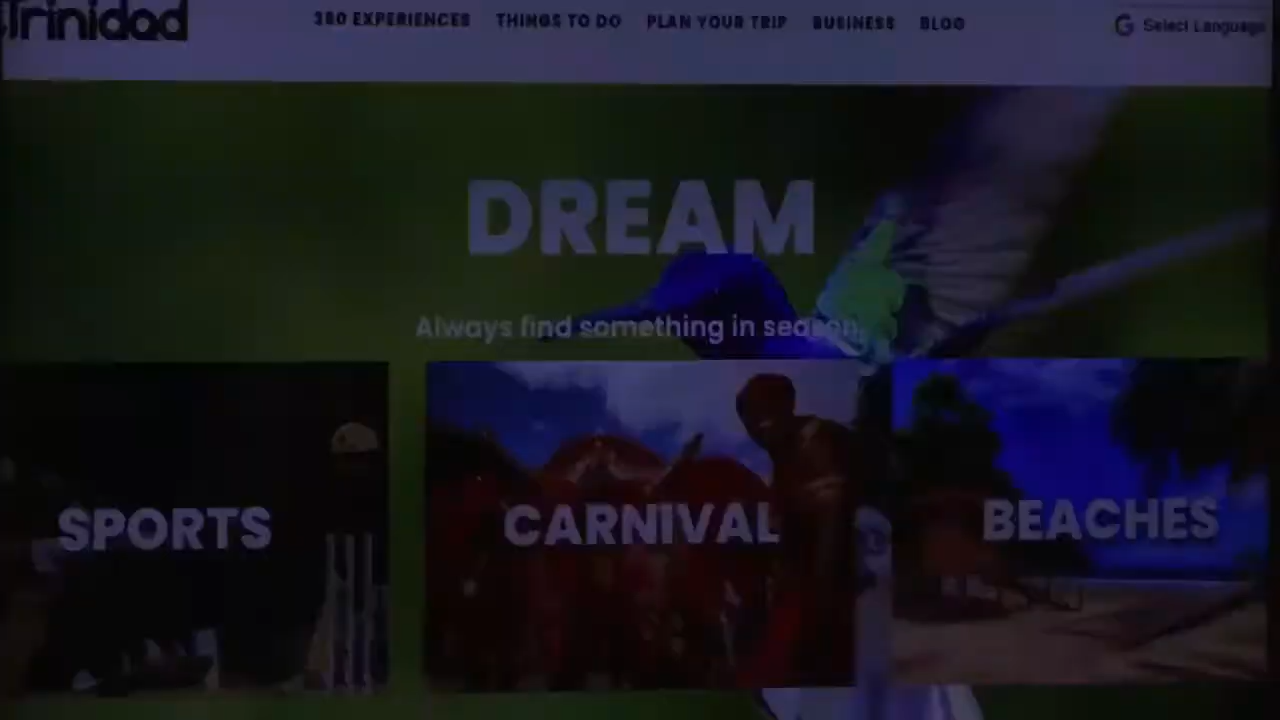 Trinidad
360 EXPERIENCES THINGS TO DO PLAN YOUR TRIP BUSINESS BLOG
G Select Language
DREAM
Always find something in season.
SPORTS
CARNIVAL
BEACHES